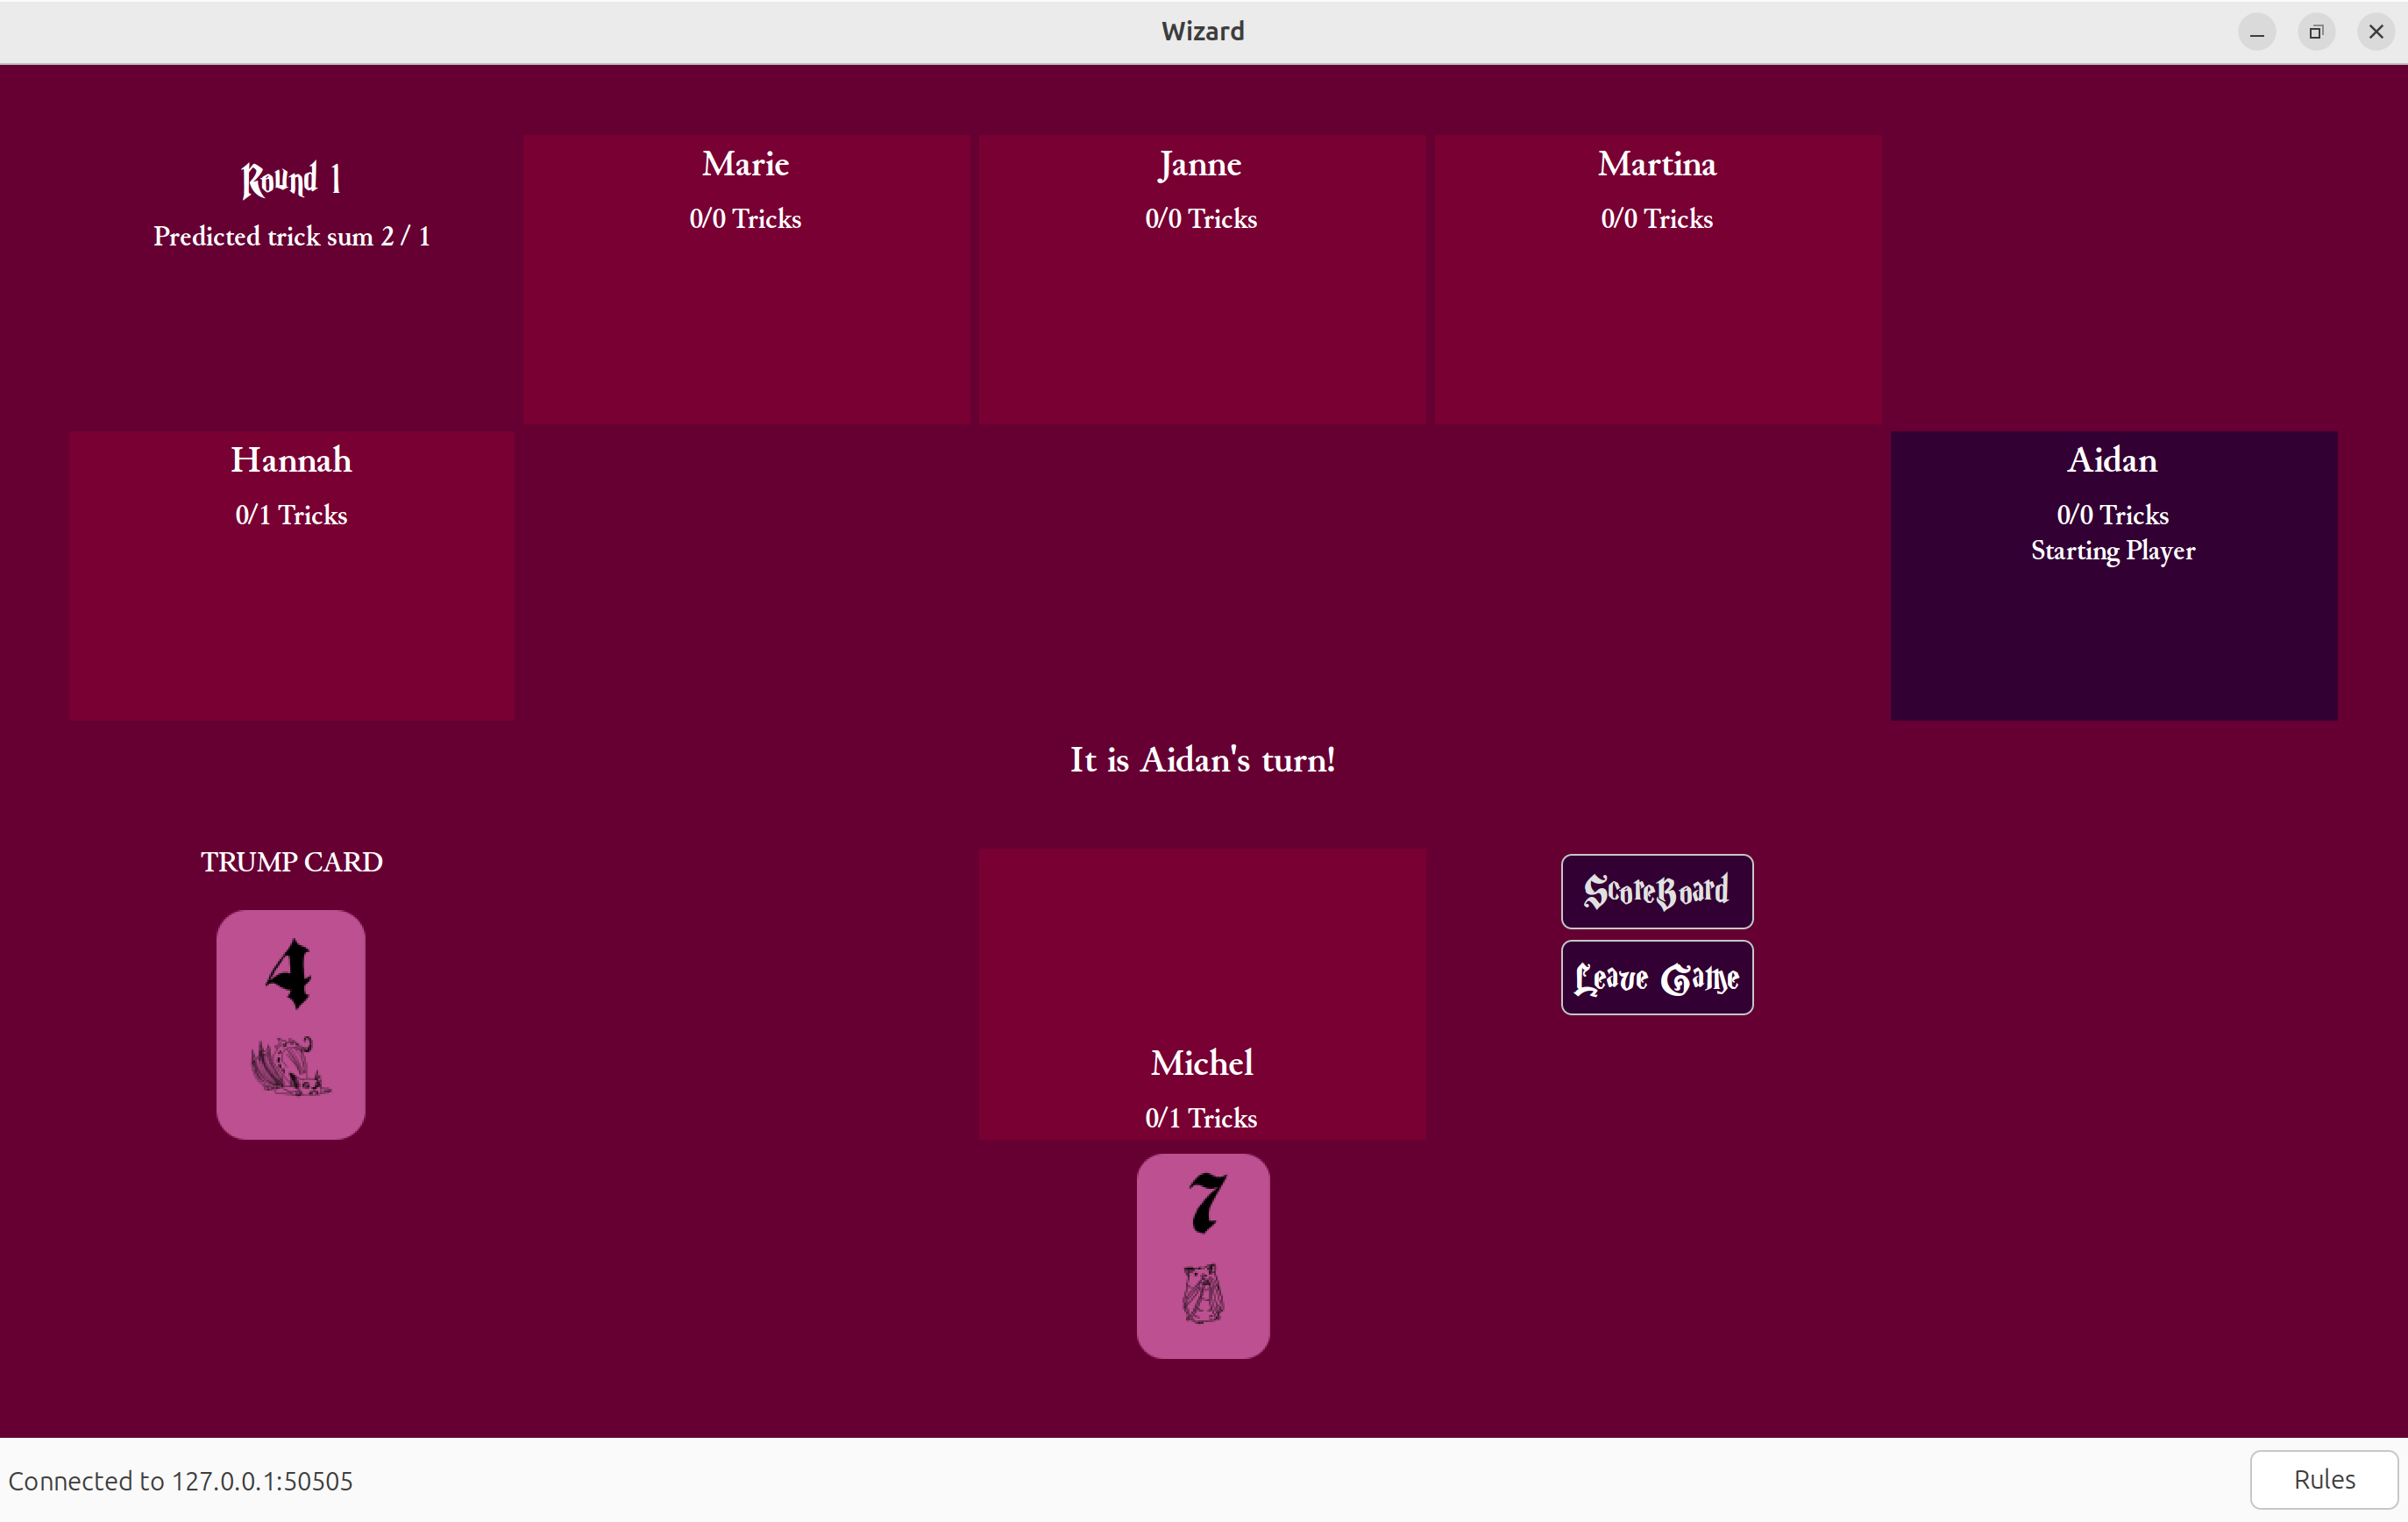 Wizard
Round 1
Predicted trick sum 2 / 1
Marie
0/0 Tricks
Janne
0/0 Tricks
Martina
0/0 Tricks
Hannah
0/1 Tricks
Aidan
0/0 Tricks
Starting Player
It is Aidan's turn!
TRUMP CARD
4
Michel
0/1 Tricks
7
ScoreBoard
Leave Game
Connected to 127.0.0.1:50505
Rules